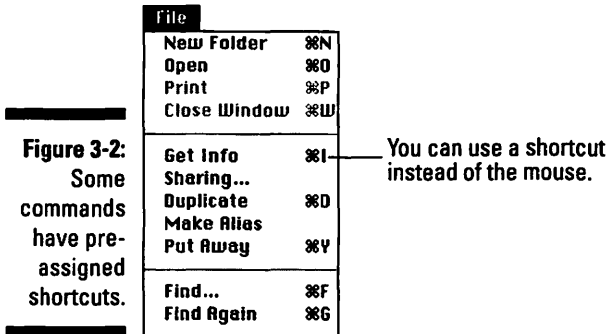 File
New Folder ⌘N
Open ⌘O
Print ⌘P
Close Window ⌘W
Get Info ⌘I
Sharing...
Duplicate ⌘D
Make Alias
Put Away ⌘Y
Find... ⌘F
Find Again ⌘G
You can use a shortcut
instead of the mouse.
Figure 3-2:
Some
commands
have pre-
assigned
shortcuts.